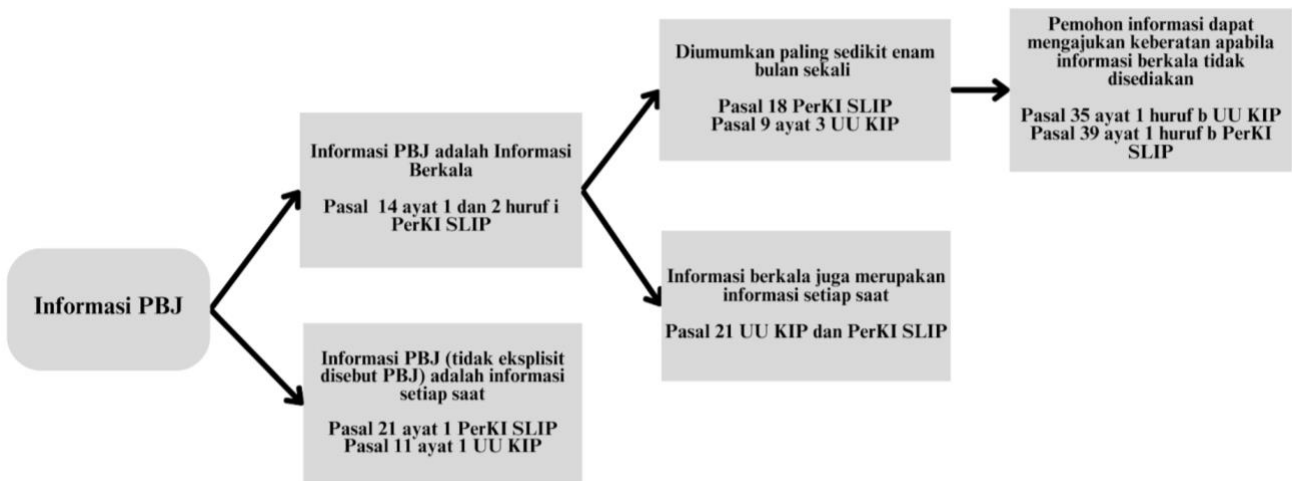 Informasi PBJ
Informasi PBJ adalah Informasi
Berkala
Pasal 14 ayat 1 dan 2 huruf i
PerKI SLIP
Diumumkan paling sedikit enam
bulan sekali
Pasal 18 PerKI SLIP
Pasal 9 ayat 3 UU KIP
Pemohon informasi dapat
mengajukan keberatan apabila
informasi berkala tidak
disediakan
Pasal 35 ayat 1 huruf b UU KIP
Pasal 39 ayat 1 huruf b PerKI
SLIP
Informasi berkala juga merupakan
informasi setiap saat
Pasal 21 UU KIP dan PerKI SLIP
Informasi PBJ (tidak eksplisit
disebut PBJ) adalah informasi
setiap saat
Pasal 21 ayat 1 PerKI SLIP
Pasal 11 ayat 1 UU KIP